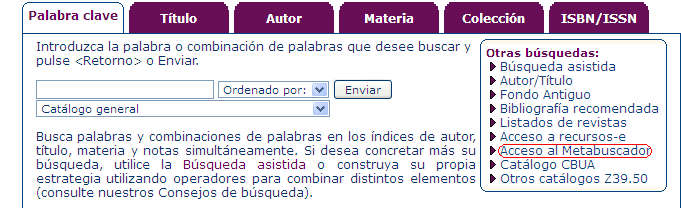 Palabra clave
Título
Autor
Materia
Colección
ISBN/ISSN
Introduzca la palabra o combinación de palabras que desee buscar y
pulse <Retorno> o Enviar.
Ordenado por:
Enviar
Catálogo general
Busca palabras y combinaciones de palabras en los índices de autor,
título, materia y notas simultáneamente. Si desea concretar más su
búsqueda, utilice la Búsqueda asistida o construya su propia
estrategia utilizando operadores para combinar distintos elementos
(consulte nuestros Consejos de búsqueda).
Otras búsquedas:
Búsqueda asistida
Autor/Título
Fondo Antiguo
Bibliografía recomendada
Listados de revistas
Acceso a recursos-e
Acceso al Metabuscador
Catálogo CBUA
Otros catálogos Z39.50